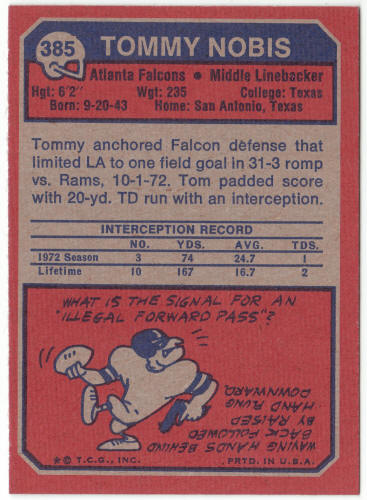 385
TOMMY NOBIS
Atlanta Falcons • Middle Linebacker
Hgt: 6'2" Wgt: 235 College: Texas
Born: 9-20-43 Home: San Antonio, Texas
Tommy anchored Falcon defense that
limited LA to one field goal in 31-3 romp
vs. Rams, 10-1-72. Tom padded score
with 20-yd. TD run with an interception.
INTERCEPTION RECORD
NO. YDS. AVG. TDS.
1972 Season 3 74 24.7 1
Lifetime 10 167 16.7 2
WHAT IS THE SIGNAL FOR AN
"ILLEGAL FORWARD PASS"?
WAVING HANDS BEHIND
BACK FOLLOWED
BY RAISED
HAND FLUNG
DOWNWARD.
* © T.C.G., INC. PRTD. IN U.S.A.